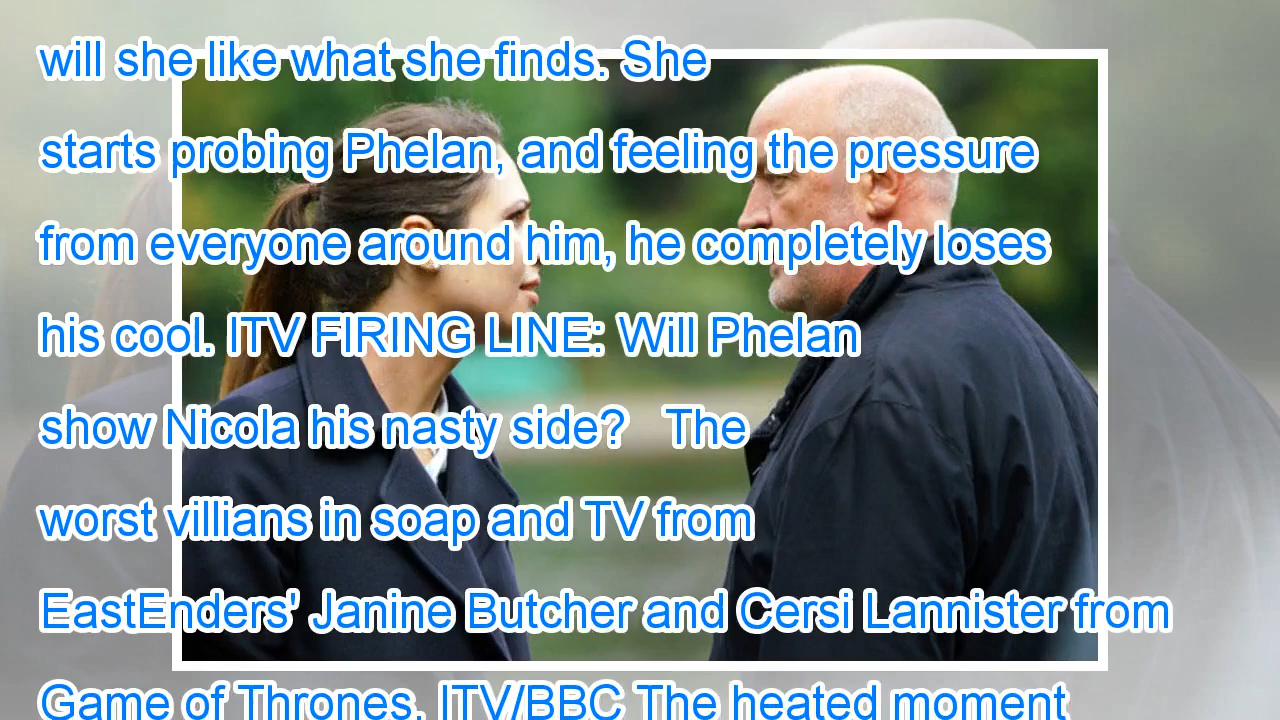 will she like what she finds. She
starts probing Phelan, and feeling the pressure
from everyone around him, he completely loses
his cool. ITV FIRING LINE: Will Phelan
show Nicola his nasty side? The
worst villians in soap and TV from
EastEnders' Janine Butcher and Cersi Lannister from
Game of Thrones. ITV/BBC The heated moment